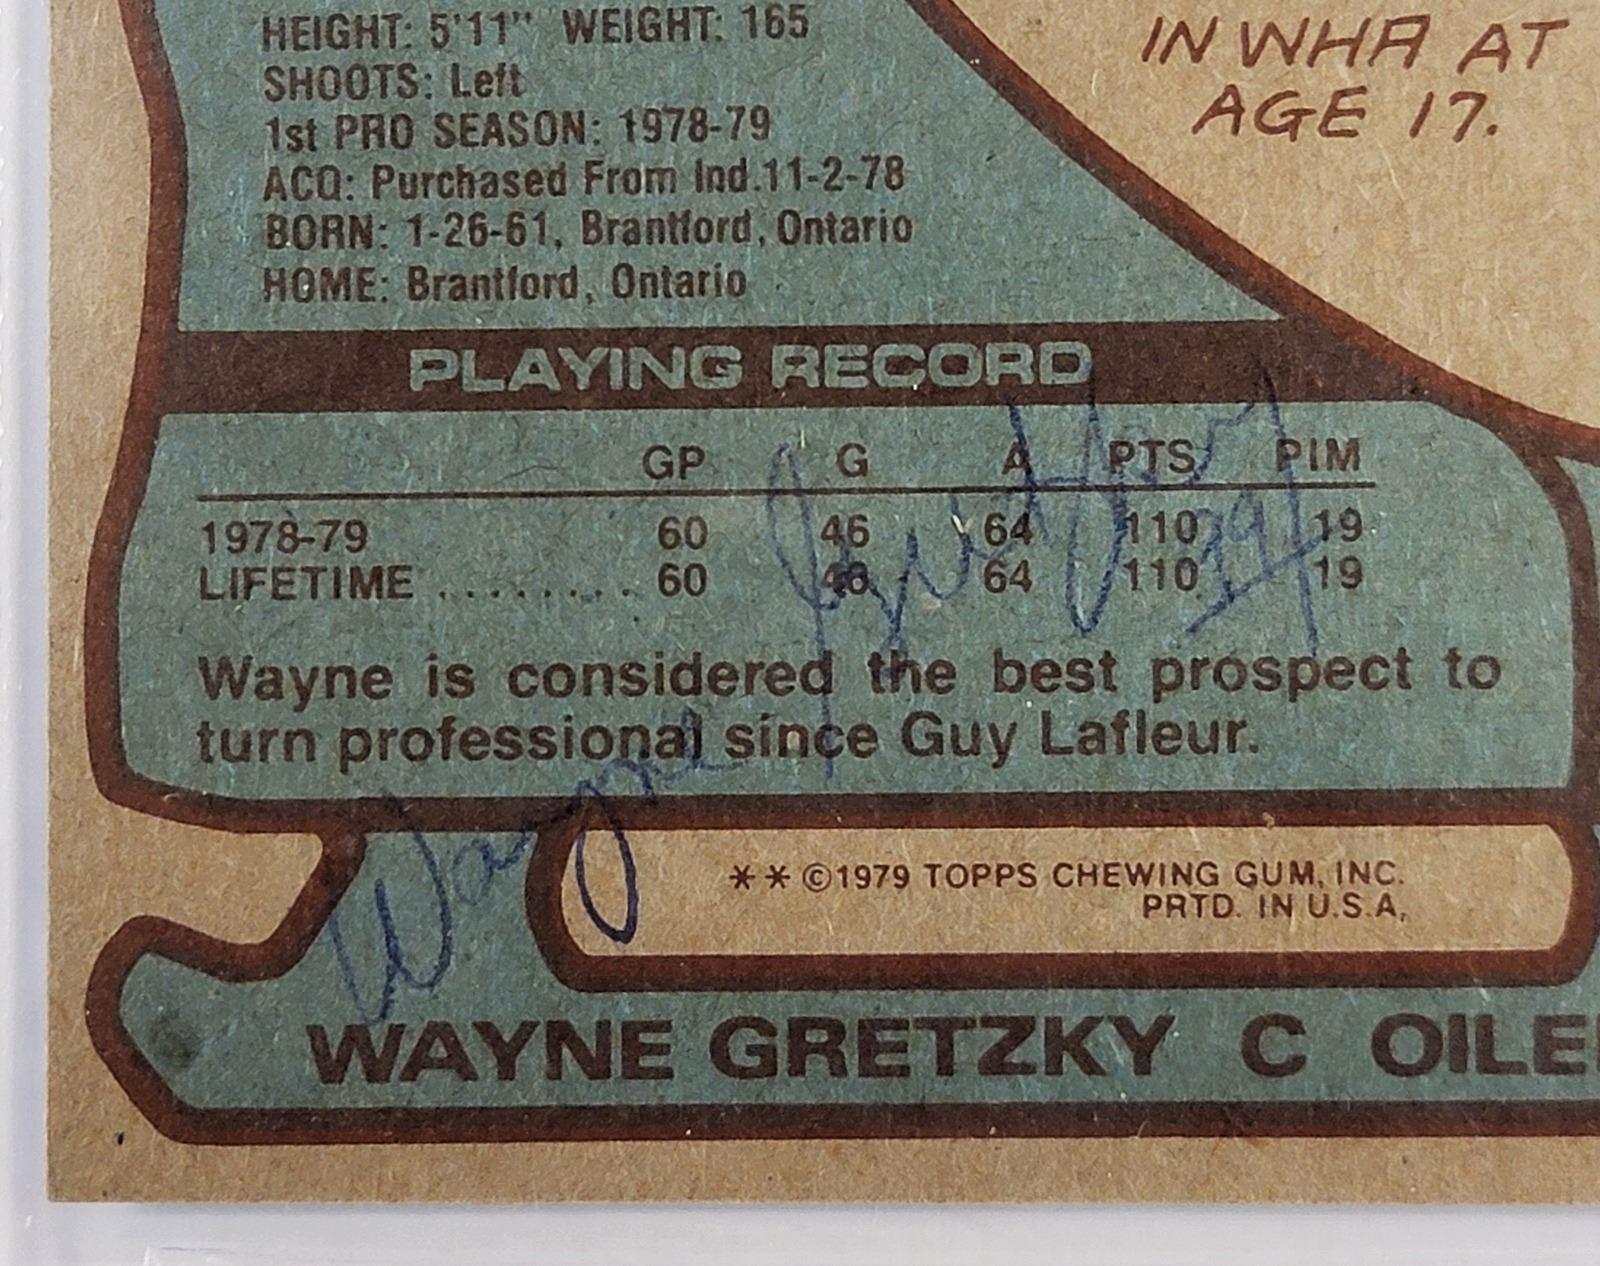 HEIGHT: 5'11" WEIGHT: 165
IN WHA AT
SHOOTS: Left
AGE 17.
1st PRO SEASON: 1978-79
ACQ: Purchased From Ind.11-2-78
BORN: 1-26-61, Brantford, Ontario
HOME: Brantford, Ontario
PLAYING RECORD
GP G A PTS PIM
1978-79 60 46 64 110 19
LIFETIME ........ 60 46 64 110 19
Wayne is considered the best prospect to
turn professional since Guy Lafleur.
Wayne Gretzky
** ©1979 TOPPS CHEWING GUM, INC.
PRTD. IN U.S.A.
WAYNE GRETZKY C OILE